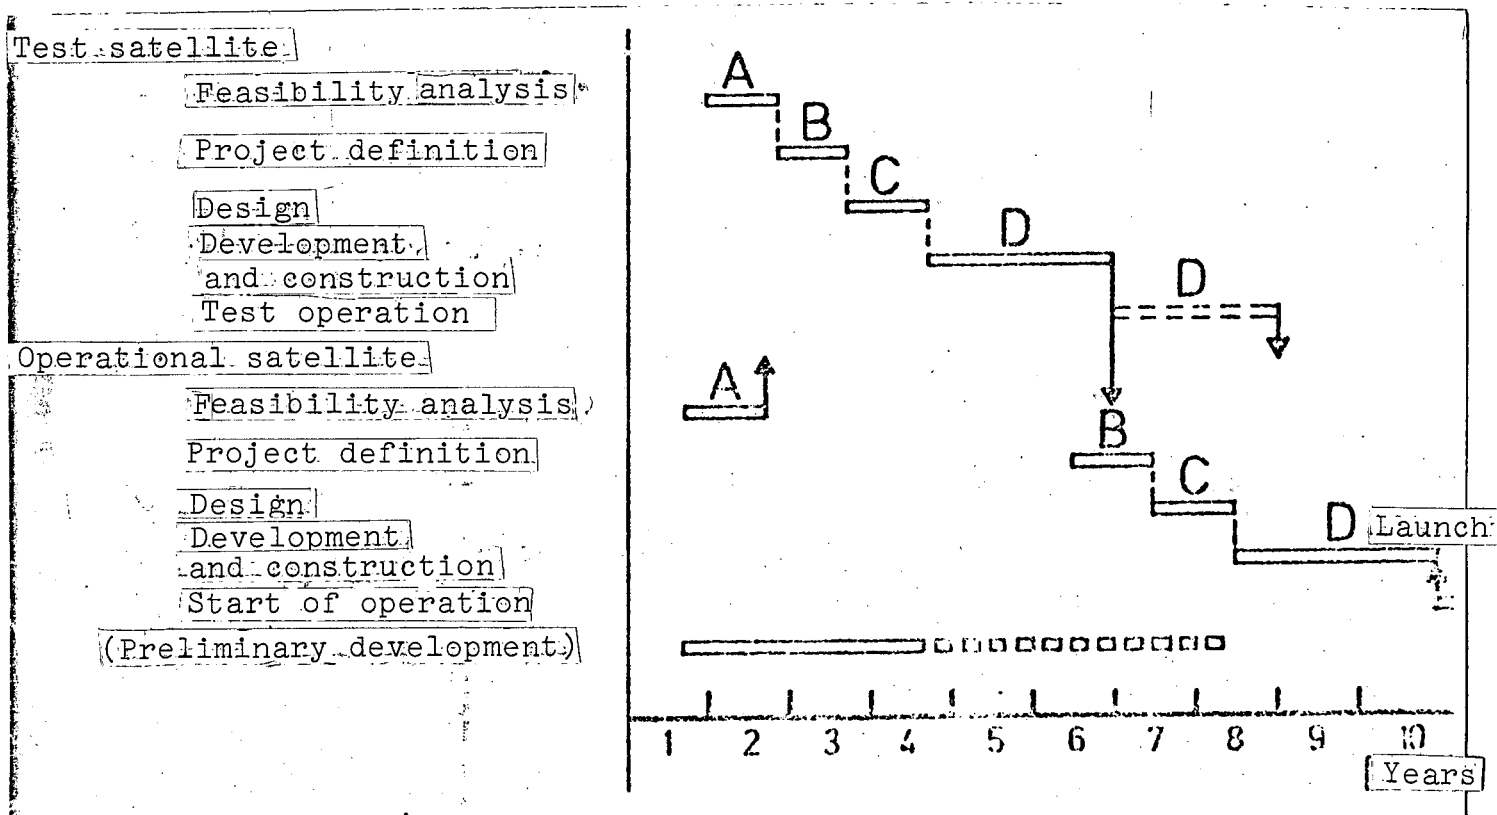 Test satellite
Feasibility analysis
Project definition
Design
Development
and construction
Test operation
Operational satellite
Feasibility analysis
Project definition
Design
Development
and construction
Start of operation
(Preliminary development)
A
B
C
D
D
A
B
C
D Launch
1 2 3 4 5 6 7 8 9 10
Years